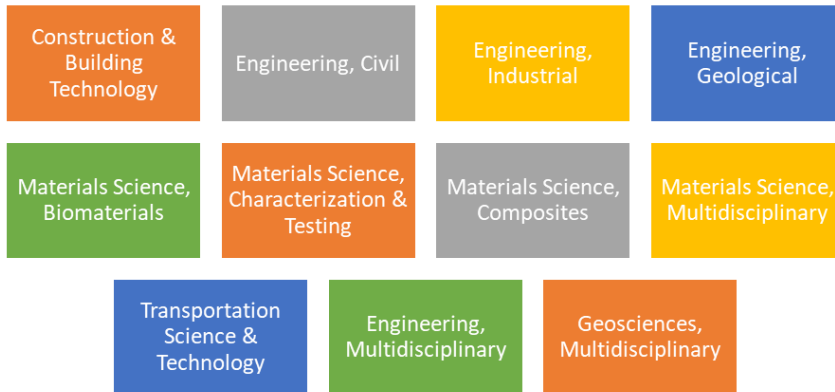 Construction &
Building
Technology
Engineering, Civil
Engineering,
Industrial
Engineering,
Geological
Materials Science,
Biomaterials
Materials Science,
Characterization &
Testing
Materials Science,
Composites
Materials Science,
Multidisciplinary
Transportation
Science &
Technology
Engineering,
Multidisciplinary
Geosciences,
Multidisciplinary